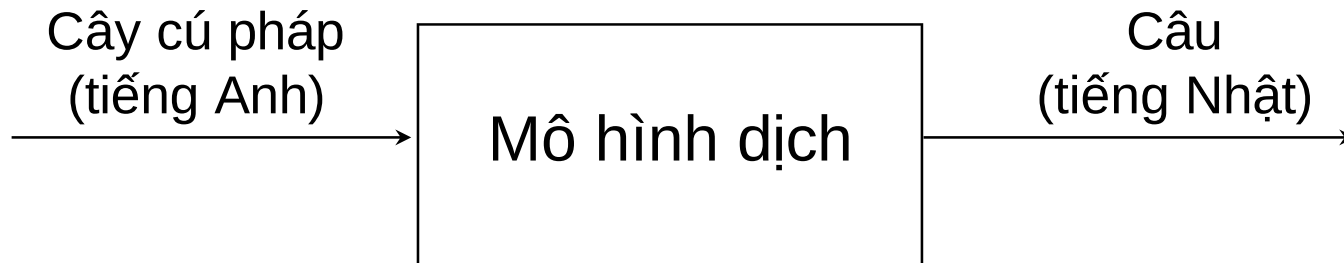 Cây cú pháp
(tiếng Anh)
Mô hình dịch
Câu
(tiếng Nhật)